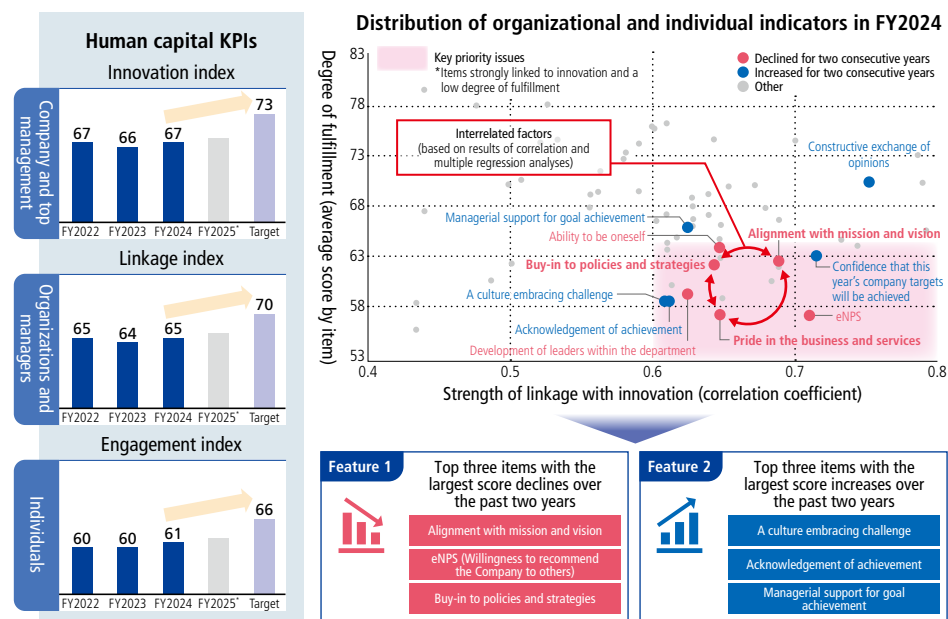 Human capital KPIs
Company and top
management
Innovation index
67
66
67
73
FY2022
FY2023
FY2024
FY2025*
Target
Organizations and
managers
Linkage index
65
64
65
70
FY2022
FY2023
FY2024
FY2025*
Target
Individuals
Engagement index
60
60
61
66
FY2022
FY2023
FY2024
FY2025*
Target
Distribution of organizational and individual indicators in FY2024
Degree of fulfillment (average score by item)
83
78
73
68
63
58
53
Key priority issues
*Items strongly linked to innovation and a
low degree of fulfillment
Declined for two consecutive years
Increased for two consecutive years
Other
Interrelated factors
(based on results of correlation and
multiple regression analyses)
Constructive exchange of
opinions
Managerial support for goal achievement
Ability to be oneself
Alignment with mission and vision
Buy-in to policies and strategies
Confidence that this
year's company targets
will be achieved
A culture embracing challenge
eNPS
Acknowledgement of achievement
Pride in the business and services
Development of leaders within the department
0.4
0.5
0.6
0.7
0.8
Strength of linkage with innovation (correlation coefficient)
Feature 1
Top three items with the
largest score declines over
the past two years
Alignment with mission and vision
eNPS (Willingness to recommend
the Company to others)
Buy-in to policies and strategies
Feature 2
Top three items with the
largest score increases over
the past two years
A culture embracing challenge
Acknowledgement of achievement
Managerial support for goal
achievement